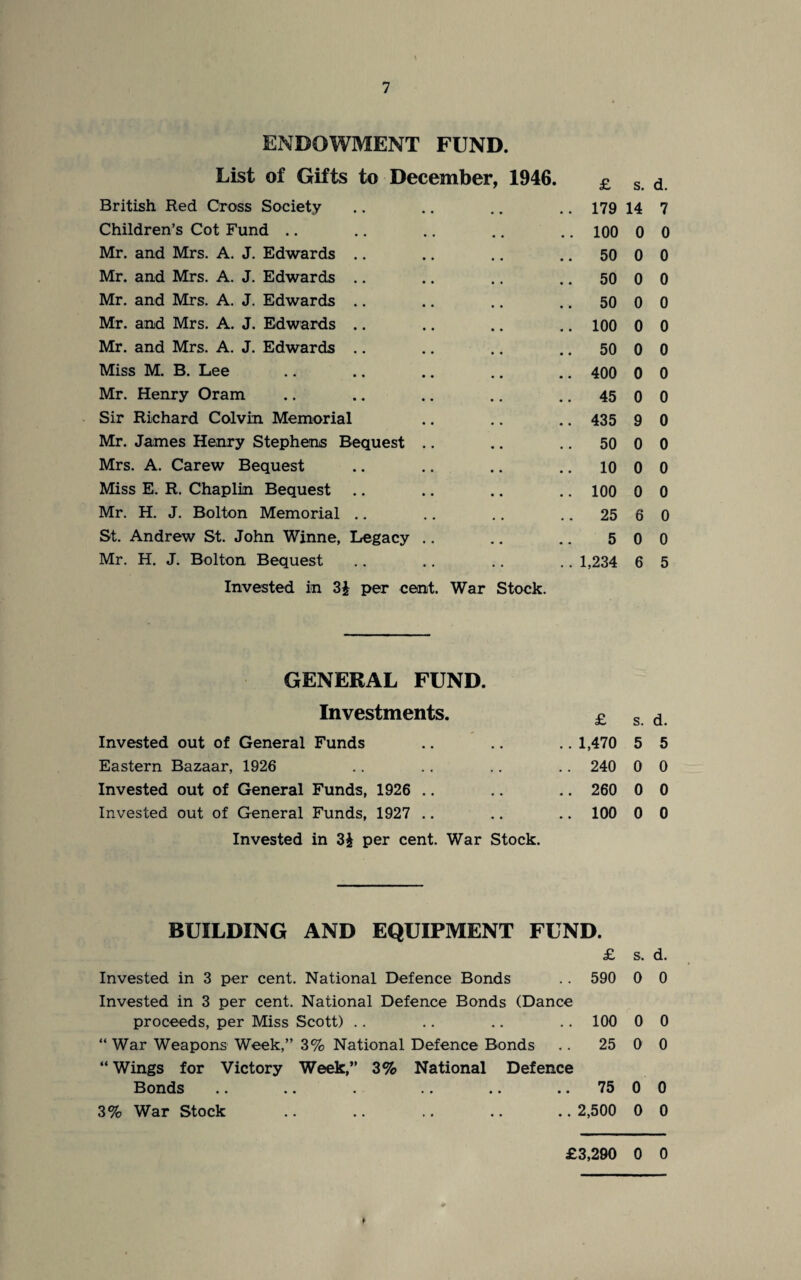 7
ENDOWMENT FUND.
List of Gifts to December, 1946. £ s. d.
British Red Cross Society .. .. .. .. 179 14 7
Children’s Cot Fund .. .. .. .. .. 100 0 0
Mr. and Mrs. A. J. Edwards .. .. .. .. 50 0 0
Mr. and Mrs. A. J. Edwards .. .. .. .. 50 0 0
Mr. and Mrs. A. J. Edwards .. .. .. .. 50 0 0
Mr. and Mrs. A. J. Edwards .. .. .. .. 100 0 0
Mr. and Mrs. A. J. Edwards .. .. .. .. 50 0 0
Miss M. B. Lee .. .. .. .. .. 400 0 0
Mr. Henry Oram .. .. .. .. .. 45 0 0
Sir Richard Colvin Memorial .. .. .. 435 9 0
Mr. James Henry Stephens Bequest .. .. .. 50 0 0
Mrs. A. Carew Bequest .. .. .. .. 10 0 0
Miss E. R. Chaplin Bequest .. .. .. .. 100 0 0
Mr. H. J. Bolton Memorial .. .. .. .. 25 6 0
St. Andrew St. John Winne, Legacy .. .. .. 5 0 0
Mr. H. J. Bolton Bequest .. .. .. .. 1,234 6 5
Invested in 3½ per cent. War Stock.
GENERAL FUND.
Investments. £ s. d.
Invested out of General Funds .. .. .. 1,470 5 5
Eastern Bazaar, 1926 .. .. .. .. 240 0 0
Invested out of General Funds, 1926 .. .. .. 260 0 0
Invested out of General Funds, 1927 .. .. .. 100 0 0
Invested in 3½ per cent. War Stock.
BUILDING AND EQUIPMENT FUND.
£ s. d.
Invested in 3 per cent. National Defence Bonds .. 590 0 0
Invested in 3 per cent. National Defence Bonds (Dance
proceeds, per Miss Scott) .. .. .. .. 100 0 0
“ War Weapons Week,” 3% National Defence Bonds .. 25 0 0
“ Wings for Victory Week,” 3% National Defence
Bonds .. .. . .. .. .. 75 0 0
3% War Stock .. .. .. .. .. 2,500 0 0
£3,290 0 0